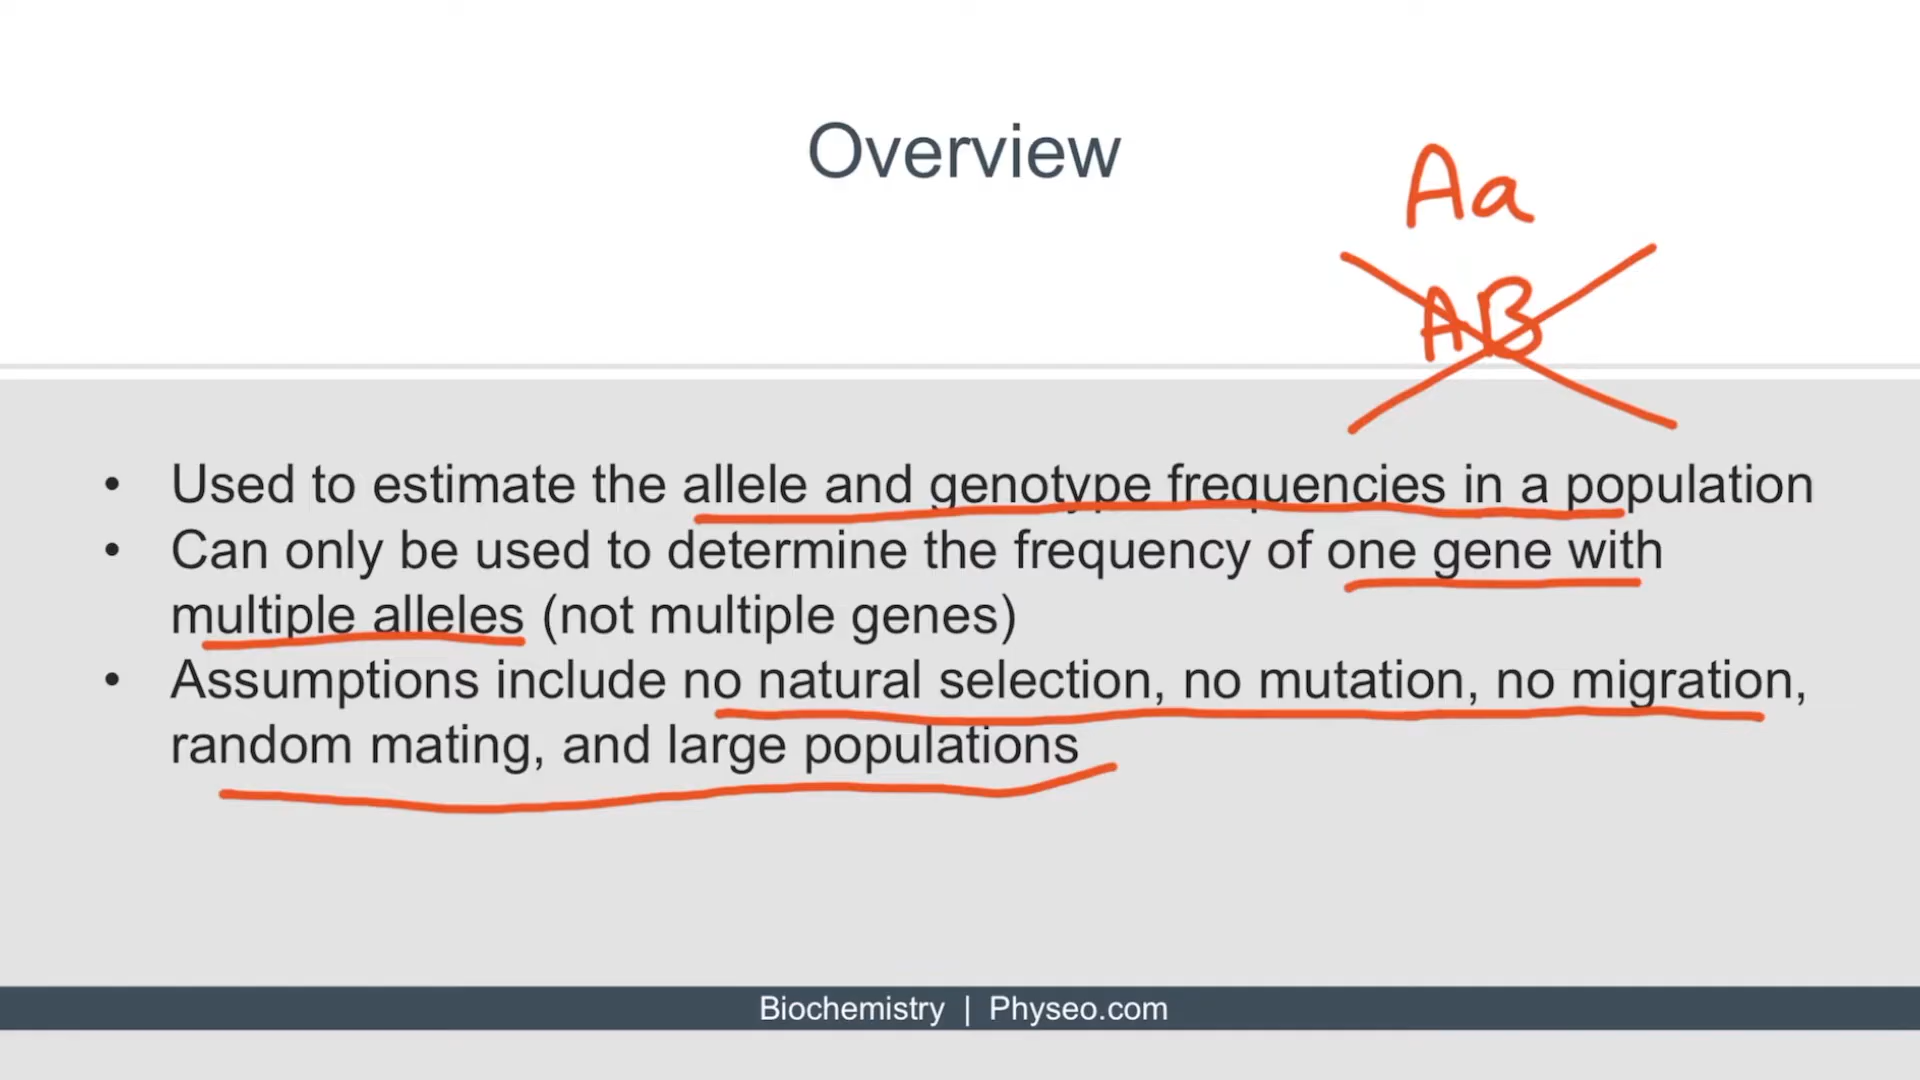 Overview
Aa
AB
• Used to estimate the allele and genotype frequencies in a population
• Can only be used to determine the frequency of one gene with
multiple alleles (not multiple genes)
• Assumptions include no natural selection, no mutation, no migration,
random mating, and large populations
Biochemistry | Physeo.com